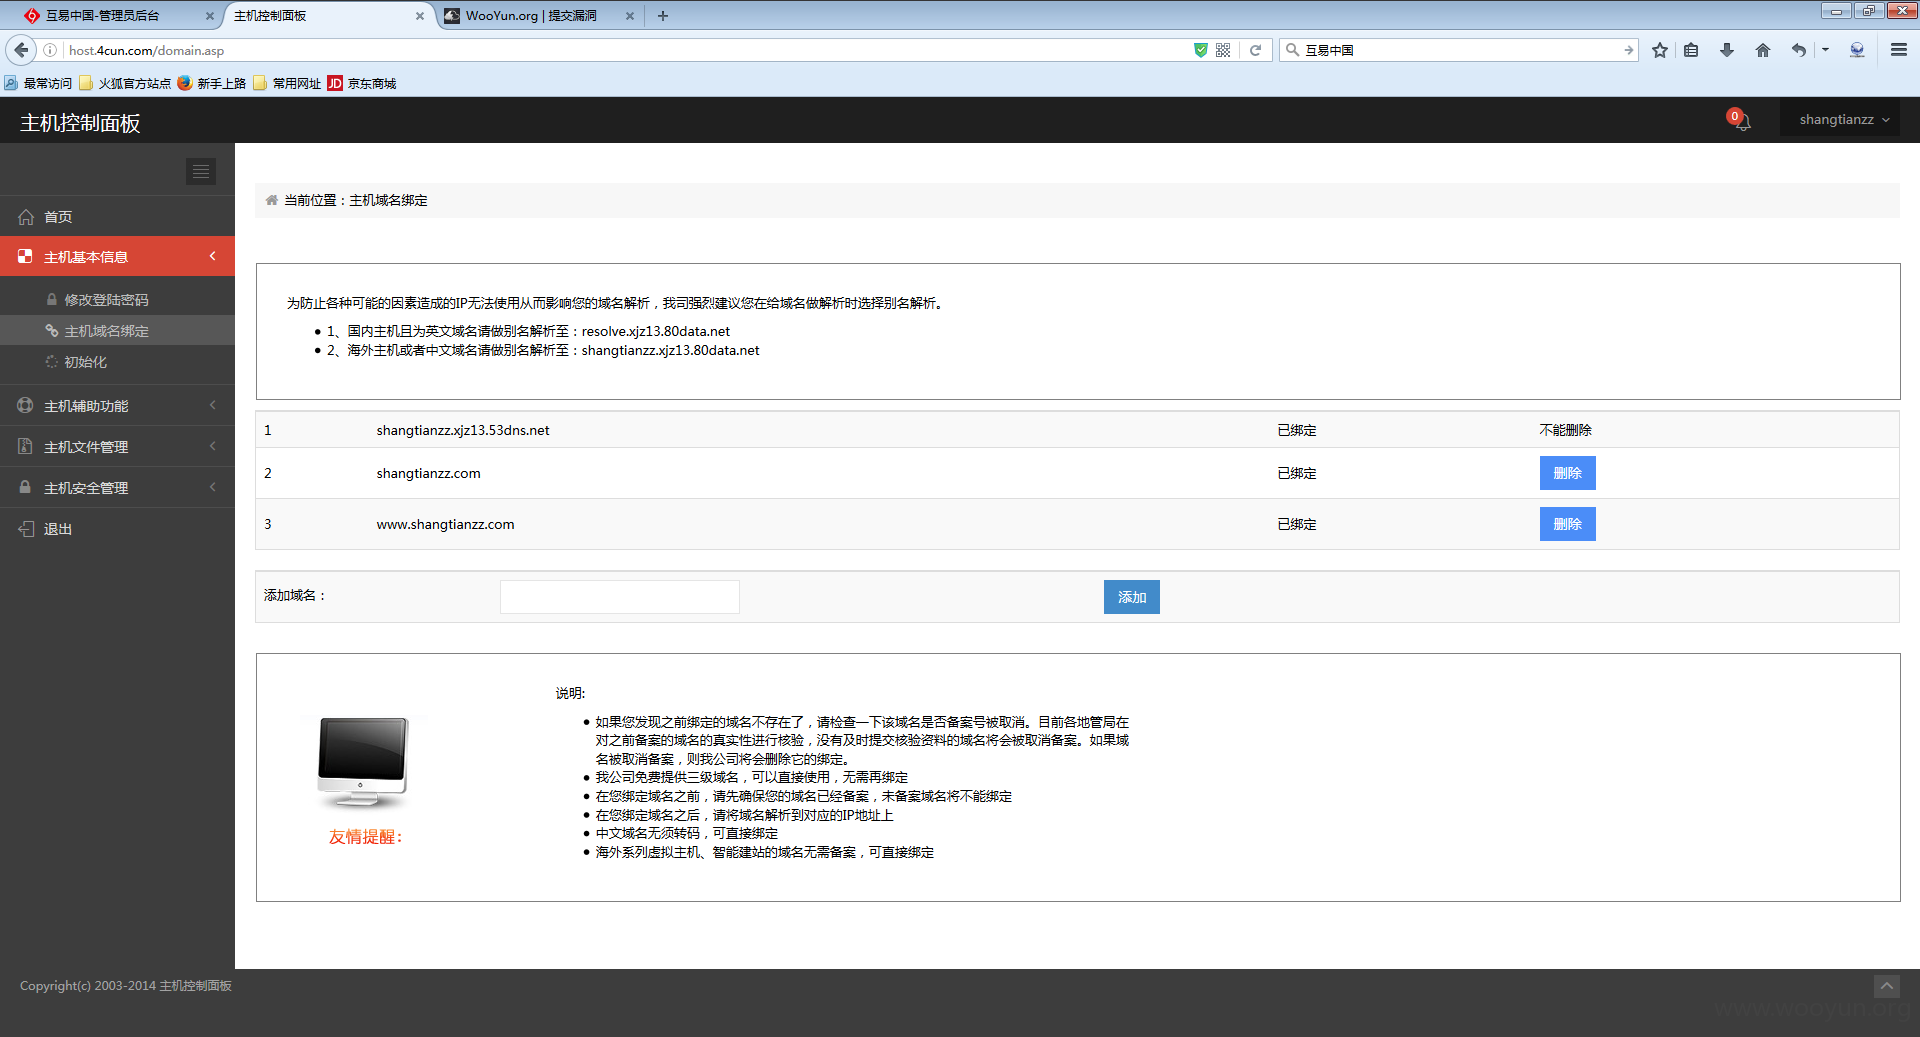 互易中国-管理员后台
主机控制面板
WooYun.org | 提交漏洞
host.4cun.com/domain.asp
互易中国
最常访问
火狐官方站点
新手上路
常用网址
JD 京东商城
主机控制面板
0
shangtianzz
首页
主机基本信息
修改登陆密码
主机域名绑定
初始化
主机辅助功能
主机文件管理
主机安全管理
退出
当前位置：主机域名绑定
为防止各种可能的因素造成的IP无法使用从而影响您的域名解析，我司强烈建议您在给域名做解析时选择别名解析。
1、国内主机且为英文域名请做别名解析至：resolve.xjz13.80data.net
2、海外主机或者中文域名请做别名解析至：shangtianzz.xjz13.80data.net
1 shangtianzz.xjz13.53dns.net 已绑定 不能删除
2 shangtianzz.com 已绑定 删除
3 www.shangtianzz.com 已绑定 删除
添加域名： 添加
友情提醒：
说明:
如果您发现之前绑定的域名不存在了，请检查一下该域名是否备案号被取消。目前各地管局在
对之前备案的域名的真实性进行核验，没有及时提交核验资料的域名将会被取消备案。如果域
名被取消备案，则我公司将会删除它的绑定。
我公司免费提供三级域名，可以直接使用，无需再绑定
在您绑定域名之前，请先确保您的域名已经备案，未备案域名将不能绑定
在您绑定域名之后，请将域名解析到对应的IP地址上
中文域名无须转码，可直接绑定
海外系列虚拟主机、智能建站的域名无需备案，可直接绑定
Copyright(c) 2003-2014 主机控制面板
www.wooyun.org